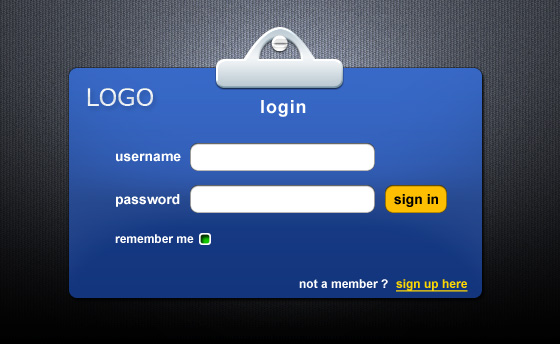 LOGO
login
username
password
sign in
remember me
not a member ? sign up here